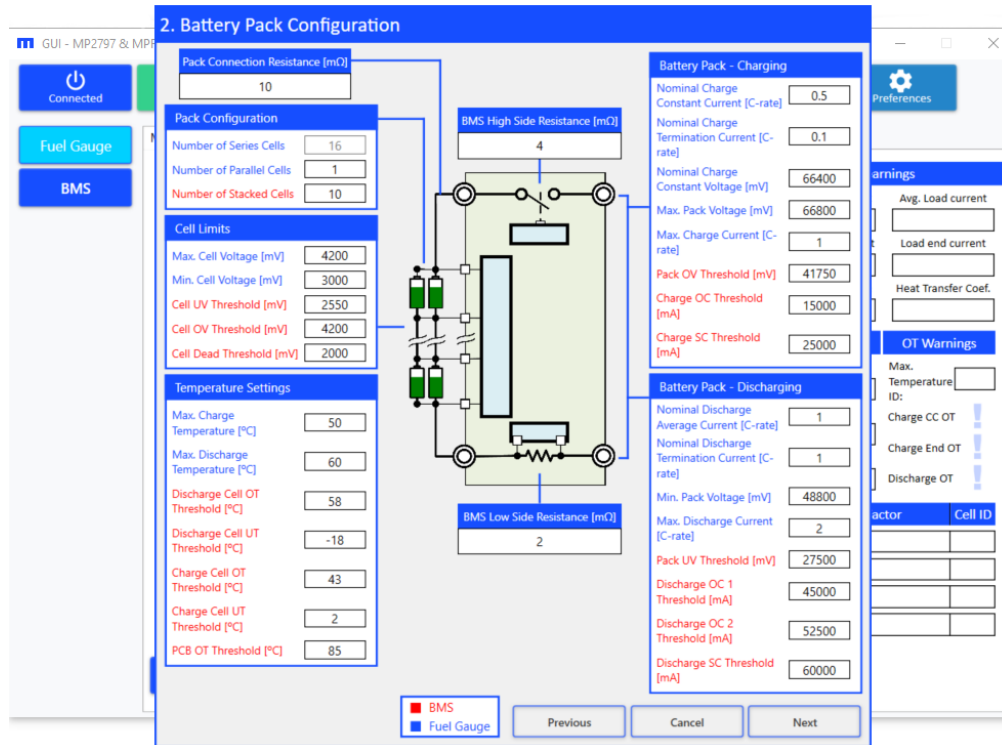 2. Battery Pack Configuration
GUI - MP2797 & MPF
Connected
Preferences
Fuel Gauge
BMS
Pack Connection Resistance [mΩ]
10
Pack Configuration
Number of Series Cells 16
Number of Parallel Cells 1
Number of Stacked Cells 10
Cell Limits
Max. Cell Voltage [mV] 4200
Min. Cell Voltage [mV] 3000
Cell UV Threshold [mV] 2550
Cell OV Threshold [mV] 4200
Cell Dead Threshold [mV] 2000
Temperature Settings
Max. Charge
Temperature [ºC] 50
Max. Discharge
Temperature [ºC] 60
Discharge Cell OT
Threshold [ºC] 58
Discharge Cell UT
Threshold [ºC] -18
Charge Cell OT
Threshold [ºC] 43
Charge Cell UT
Threshold [ºC] 2
PCB OT Threshold [ºC] 85
BMS High Side Resistance [mΩ]
4
BMS Low Side Resistance [mΩ]
2
Battery Pack - Charging
Nominal Charge
Constant Current [C-rate] 0.5
Nominal Charge
Termination Current [C-
rate] 0.1
Nominal Charge
Constant Voltage [mV] 66400
Max. Pack Voltage [mV] 66800
Max. Charge Current [C-
rate] 1
Pack OV Threshold [mV] 41750
Charge OC Threshold
[mA] 15000
Charge SC Threshold
[mA] 25000
Battery Pack - Discharging
Nominal Discharge
Average Current [C-rate] 1
Nominal Discharge
Termination Current [C-
rate] 1
Min. Pack Voltage [mV] 48800
Max. Discharge Current
[C-rate] 2
Pack UV Threshold [mV] 27500
Discharge OC 1
Threshold [mA] 45000
Discharge OC 2
Threshold [mA] 52500
Discharge SC Threshold
[mA] 60000
BMS
Fuel Gauge
Previous
Cancel
Next
arnings
Avg. Load current
t Load end current
Heat Transfer Coef.
OT Warnings
Max.
Temperature
ID:
Charge CC OT
Charge End OT
Discharge OT
actor Cell ID